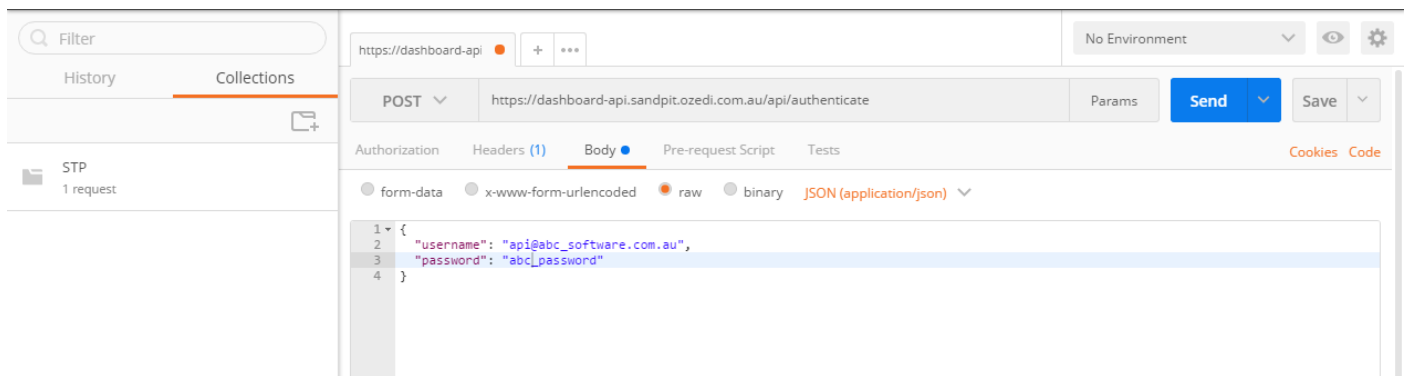 Filter
History Collections
STP
1 request
https://dashboard-api + •••
No Environment
POST https://dashboard-api.sandpit.ozedi.com.au/api/authenticate Params Send Save
Authorization Headers (1) Body Pre-request Script Tests Cookies Code
form-data x-www-form-urlencoded raw binary JSON (application/json)
1 {
2 "username": "api@abc_software.com.au",
3 "password": "abc_password"
4 }